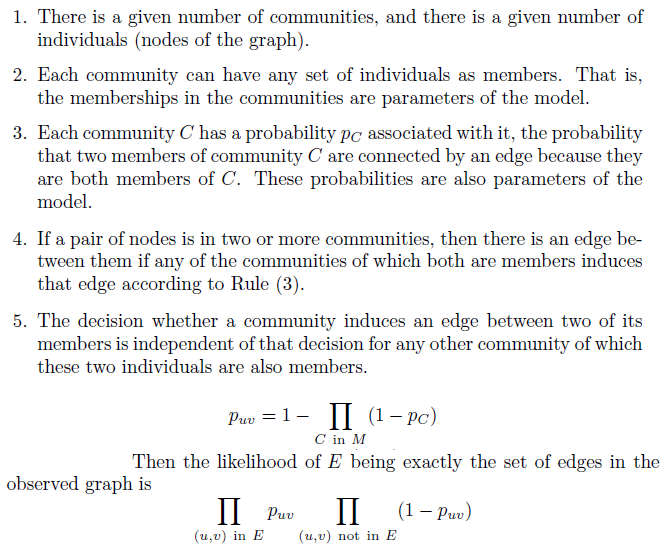 1. There is a given number of communities, and there is a given number of
individuals (nodes of the graph).
2. Each community can have any set of individuals as members. That is,
the memberships in the communities are parameters of the model.
3. Each community C has a probability p_C associated with it, the probability
that two members of community C are connected by an edge because they
are both members of C. These probabilities are also parameters of the
model.
4. If a pair of nodes is in two or more communities, then there is an edge be-
tween them if any of the communities of which both are members induces
that edge according to Rule (3).
5. The decision whether a community induces an edge between two of its
members is independent of that decision for any other community of which
these two individuals are also members.
p_{uv} = 1 − ∏_{C in M} (1 − p_C)
Then the likelihood of E being exactly the set of edges in the
observed graph is
∏_{(u,v) in E} p_{uv} ∏_{(u,v) not in E} (1 − p_{uv})